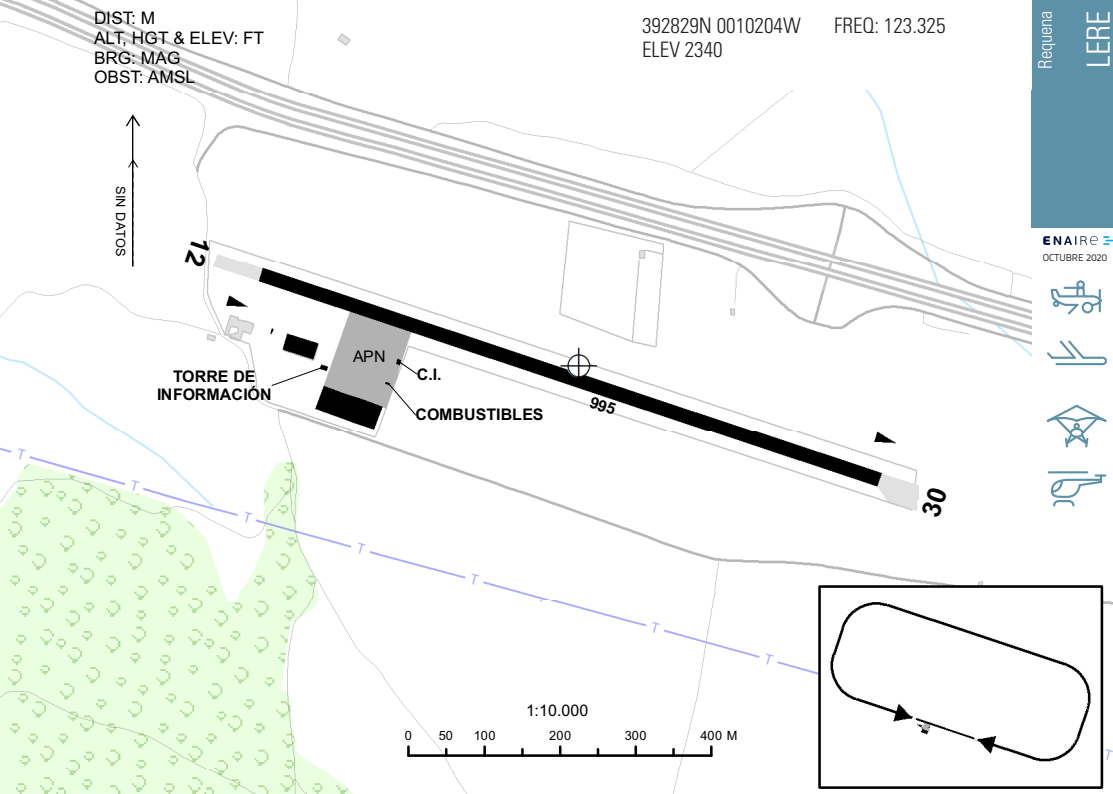 DIST: M
ALT, HGT & ELEV: FT
BRG: MAG
OBST: AMSL
392829N 0010204W FREQ: 123.325
ELEV 2340
Requena
LERE
ENAIRe
OCTUBRE 2020
SIN DATOS
12
APN
TORRE DE
INFORMACIÓN
C.I.
COMBUSTIBLES
995
30
T
T
T
T
T
T
T
T
1:10.000
0 50 100 200 300 400 M